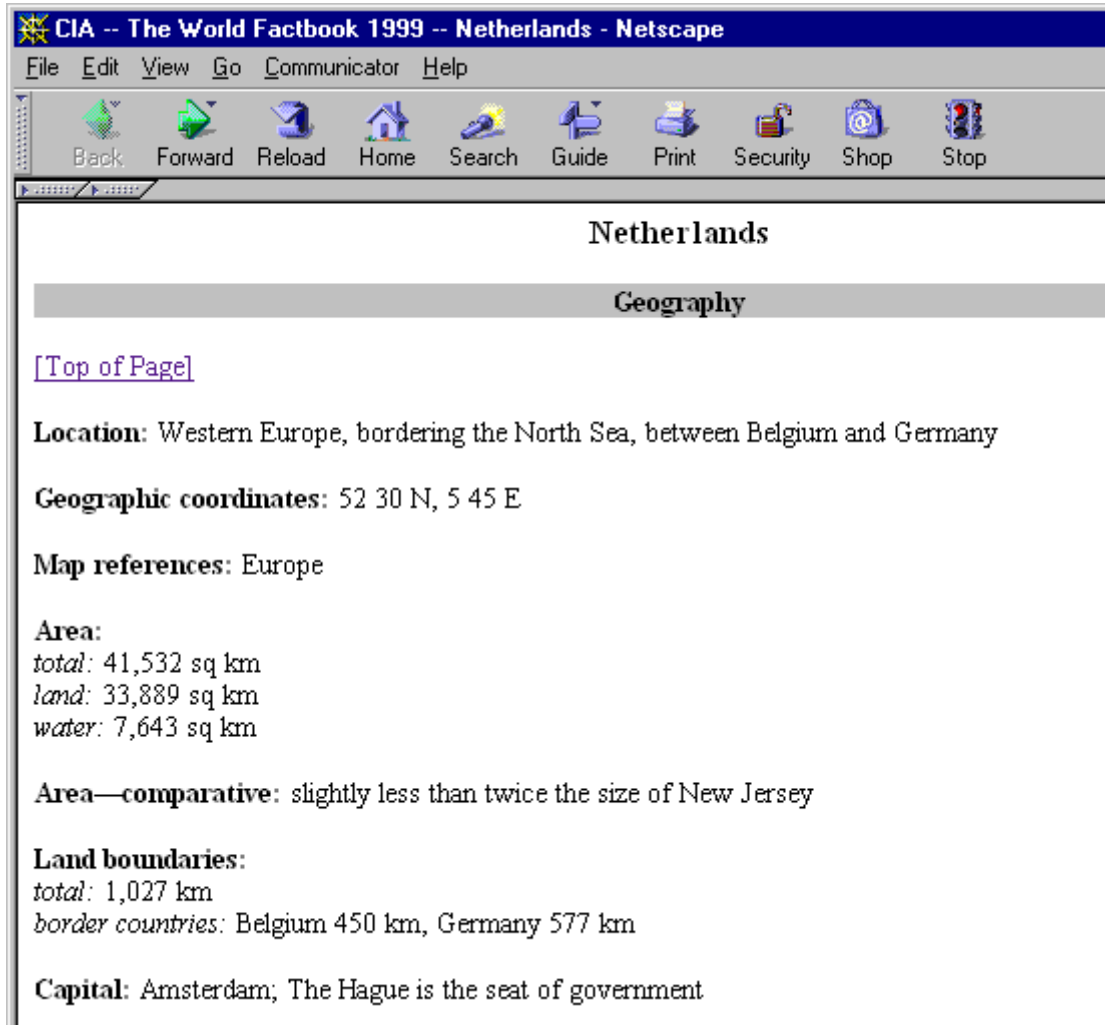 CIA -- The World Factbook 1999 -- Netherlands - Netscape
File Edit View Go Communicator Help
Back Forward Reload Home Search Guide Print Security Shop Stop
Netherlands
Geography
[Top of Page]
Location: Western Europe, bordering the North Sea, between Belgium and Germany
Geographic coordinates: 52 30 N, 5 45 E
Map references: Europe
Area:
total: 41,532 sq km
land: 33,889 sq km
water: 7,643 sq km
Area—comparative: slightly less than twice the size of New Jersey
Land boundaries:
total: 1,027 km
border countries: Belgium 450 km, Germany 577 km
Capital: Amsterdam; The Hague is the seat of government